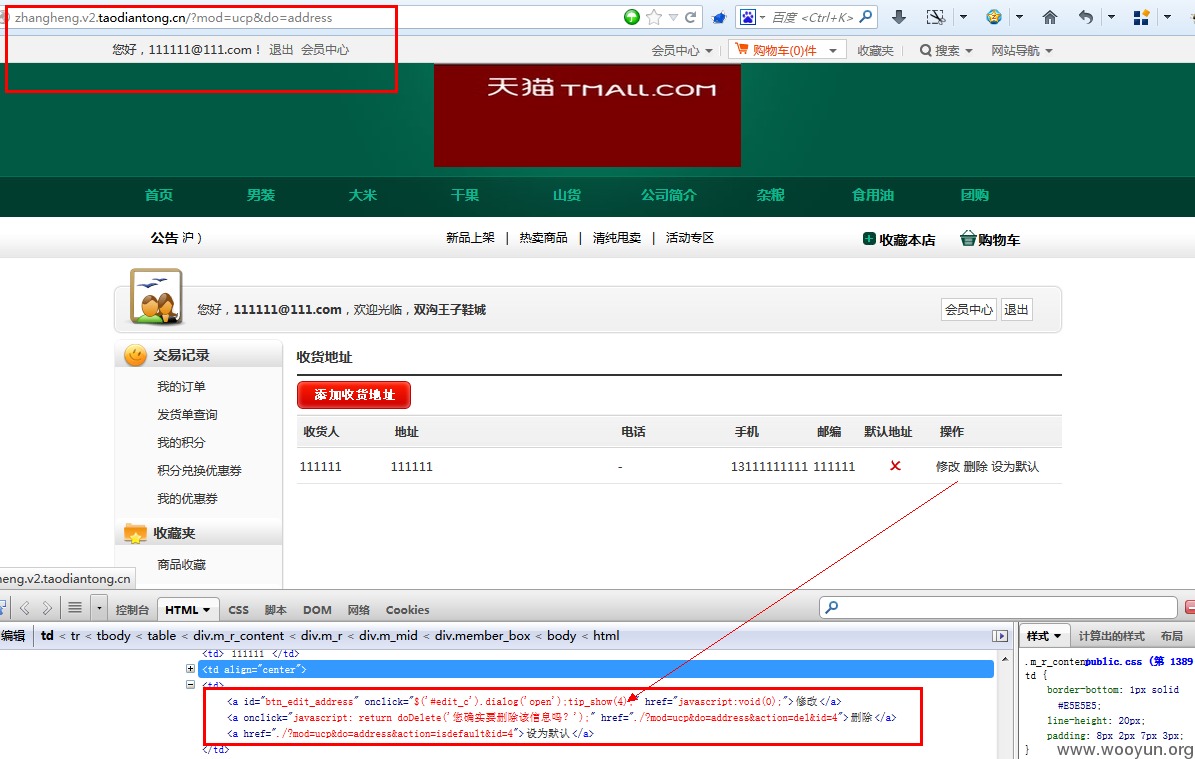 zhangheng.v2.taodiantong.cn/?mod=ucp&do=address
百度 <Ctrl+K>
您好，111111@111.com！ 退出 会员中心
会员中心 购物车(0)件 收藏夹 搜索 网站导航
天猫 TMALL.COM
首页 男装 大米 干果 山货 公司简介 杂粮 食用油 团购
公告 沪 )
新品上架 | 热卖商品 | 清纯甩卖 | 活动专区
收藏本店 购物车
您好，111111@111.com，欢迎光临，双沟王子鞋城
会员中心 退出
交易记录
我的订单
发货单查询
我的积分
积分兑换优惠券
我的优惠券
收藏夹
商品收藏
收货地址
添加收货地址
收货人 地址 电话 手机 邮编 默认地址 操作
111111 111111 - 13111111111 111111 修改 删除 设为默认
neng.v2.taodiantong.cn
控制台 HTML CSS 脚本 DOM 网络 Cookies
编辑 td < tr < tbody < table < div.m_r_content < div.m_r < div.m_mid < div.member_box < body < html
<td> 111111 </td>
<td align="center">
<td>
<a id="btn_edit_address" onclick="$('#edit_c').dialog('open');tip_show(4);" href="javascript:void(0);">修改</a>
<a onclick="javascript: return doDelete('您确实要删除该信息吗？');" href="./?mod=ucp&do=address&action=del&id=4">删除</a>
<a href="./?mod=ucp&do=address&action=isdefault&id=4">设为默认</a>
</td>
样式 计算出的样式 布局
.m_r_content public.css (第 1389
td {
border-bottom: 1px solid
#E5E5E5;
line-height: 20px;
padding: 8px 2px 7px 3px;
}
www.wooyun.org